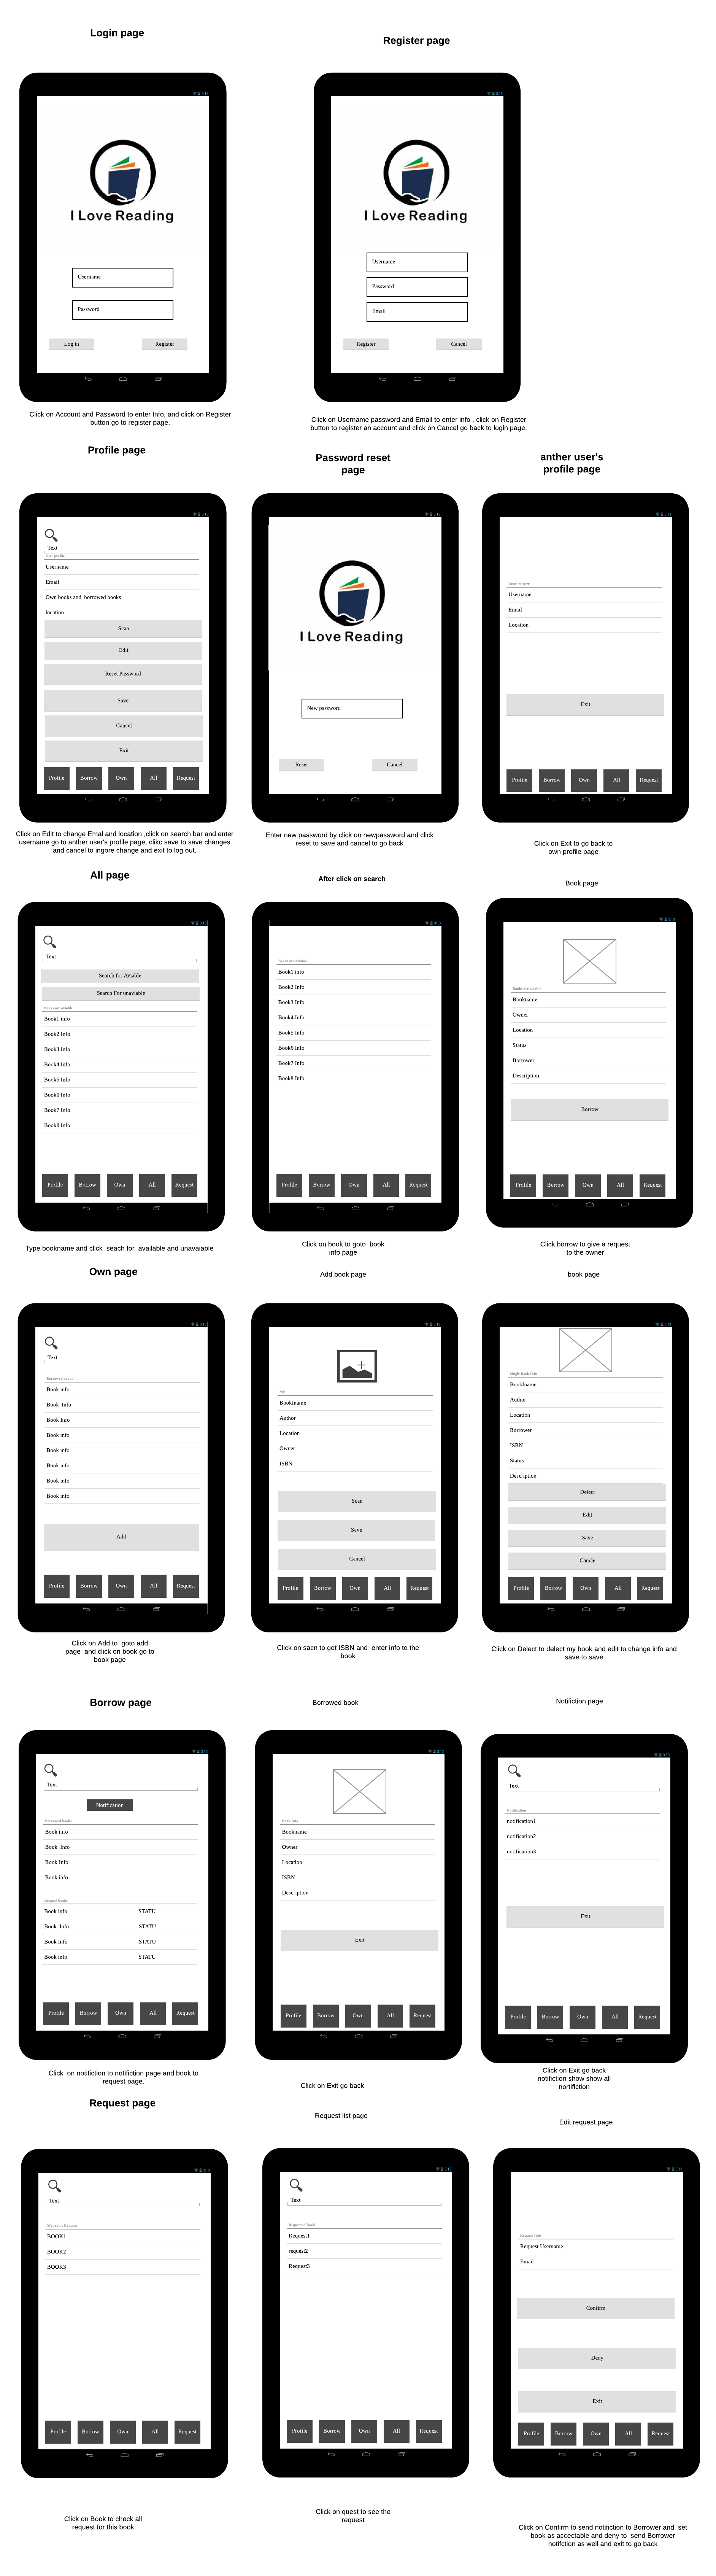 Login page
Register page
I Love Reading
Username
Password
Log in
Register
I Love Reading
Username
Password
Email
Register
Cancel
Click on Account and Password to enter Info, and click on Register
button go to register page.
Click on Username password and Email to enter info , click on Register
button to register an account and click on Cancel go back to login page.
Profile page
Password reset
page
anther user's
profile page
Text
User profile
Username
Email
Own books and borrowed books
location
Scan
Edit
Reset Password
Save
Cancel
Exit
Profile
Borrow
Own
All
Request
I Love Reading
New password
Reset
Cancel
Another user
Username
Email
Location
Exit
Profile
Borrow
Own
All
Request
Click on Edit to change Emal and location ,click on search bar and enter
username go to anther user's profile page, clikc save to save changes
and cancel to ingore change and exit to log out.
Enter new password by click on newpassword and click
reset to save and cancel to go back
Click on Exit to go back to
own profile page
All page
After click on search
Book page
Text
Search for Aviable
Search For unaviable
Books are aviable
Book1 info
Book2 Info
Book3 Info
Book4 Info
Book5 Info
Book6 Info
Book7 Info
Book8 Info
Profile
Borrow
Own
All
Request
Books are aviable
Book1 info
Book2 Info
Book3 Info
Book4 Info
Book5 Info
Book6 Info
Book7 Info
Book8 Info
Profile
Borrow
Own
All
Request
Books are aviable
Bookname
Owner
Location
Status
Borrower
Description
Borrow
Profile
Borrow
Own
All
Request
Type bookname and click seach for available and unavaiable
Click on book to goto book
info page
Click borrow to give a request
to the owner
Own page
Add book page
book page
Text
Borrowed books
Book info
Book Info
Book Info
Book info
Book info
Book info
Book info
Book info
Add
Profile
Borrow
Own
All
Request
My
Book1name
Author
Location
Owner
ISBN
Scan
Save
Cancel
Profile
Borrow
Own
All
Request
Single Book Info
Book1name
Author
Location
Borrower
ISBN
Status
Description
Delect
Edit
Save
Cancle
Profile
Borrow
Own
All
Request
Click on Add to goto add
page and click on book go to
book page
Click on sacn to get ISBN and enter info to the
book
Click on Delect to delect my book and edit to change info and
save to save
Borrow page
Borrowed book
Notifiction page
Text
Notification
Borrowed books
Book info
Book Info
Book Info
Book info
Request books
Book info STATU
Book Info STATU
Book Info STATU
Book info STATU
Profile
Borrow
Own
All
Request
Book Info
Bookname
Owner
Location
ISBN
Description
Exit
Profile
Borrow
Own
All
Request
Text
Notification
notification1
notification2
notification3
Exit
Profile
Borrow
Own
All
Request
Click on notifiction to notifiction page and book to
request page.
Click on Exit go back
Click on Exit go back
notifiction show show all
nortifiction
Request page
Request list page
Edit request page
Text
Mybook's Request
BOOK1
BOOK2
BOOK3
Profile
Borrow
Own
All
Request
Text
Requested Book
Request1
request2
Request3
Profile
Borrow
Own
All
Request
Request Info
Request Username
Email
Confirm
Deny
Exit
Profile
Borrow
Own
All
Request
Click on Book to check all
request for this book
Click on quest to see the
request
Click on Confirm to send notifiction to Borrower and set
book as accectable and deny to send Borrower
notifction as well and exit to go back